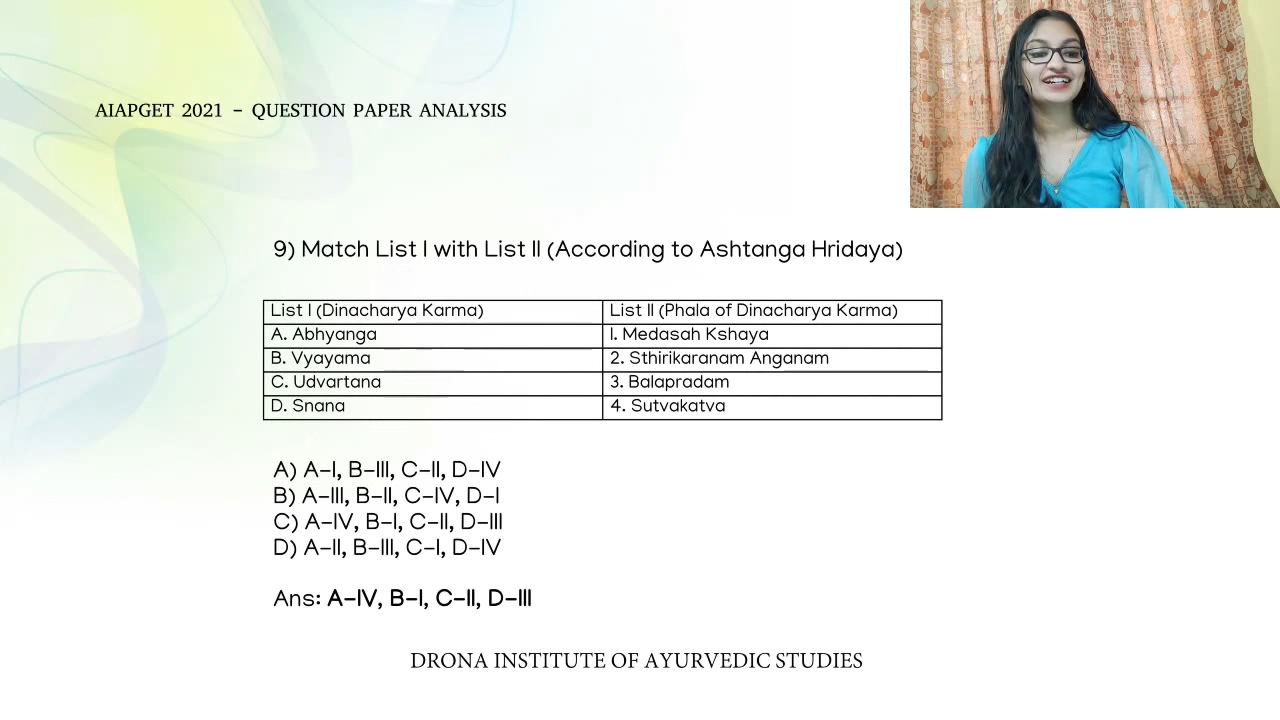 AIAPGET 2021 - QUESTION PAPER ANALYSIS
9) Match List I with List II (According to Ashtanga Hridaya)
List I (Dinacharya Karma) List II (Phala of Dinacharya Karma)
A. Abhyanga 1. Medasah Kshaya
B. Vyayama 2. Sthirikaranam Anganam
C. Udvartana 3. Balapradam
D. Snana 4. Sutvakatva
A) A-I, B-III, C-II, D-IV
B) A-III, B-II, C-IV, D-I
C) A-IV, B-I, C-II, D-III
D) A-II, B-III, C-I, D-IV
Ans: A-IV, B-I, C-II, D-III
DRONA INSTITUTE OF AYURVEDIC STUDIES